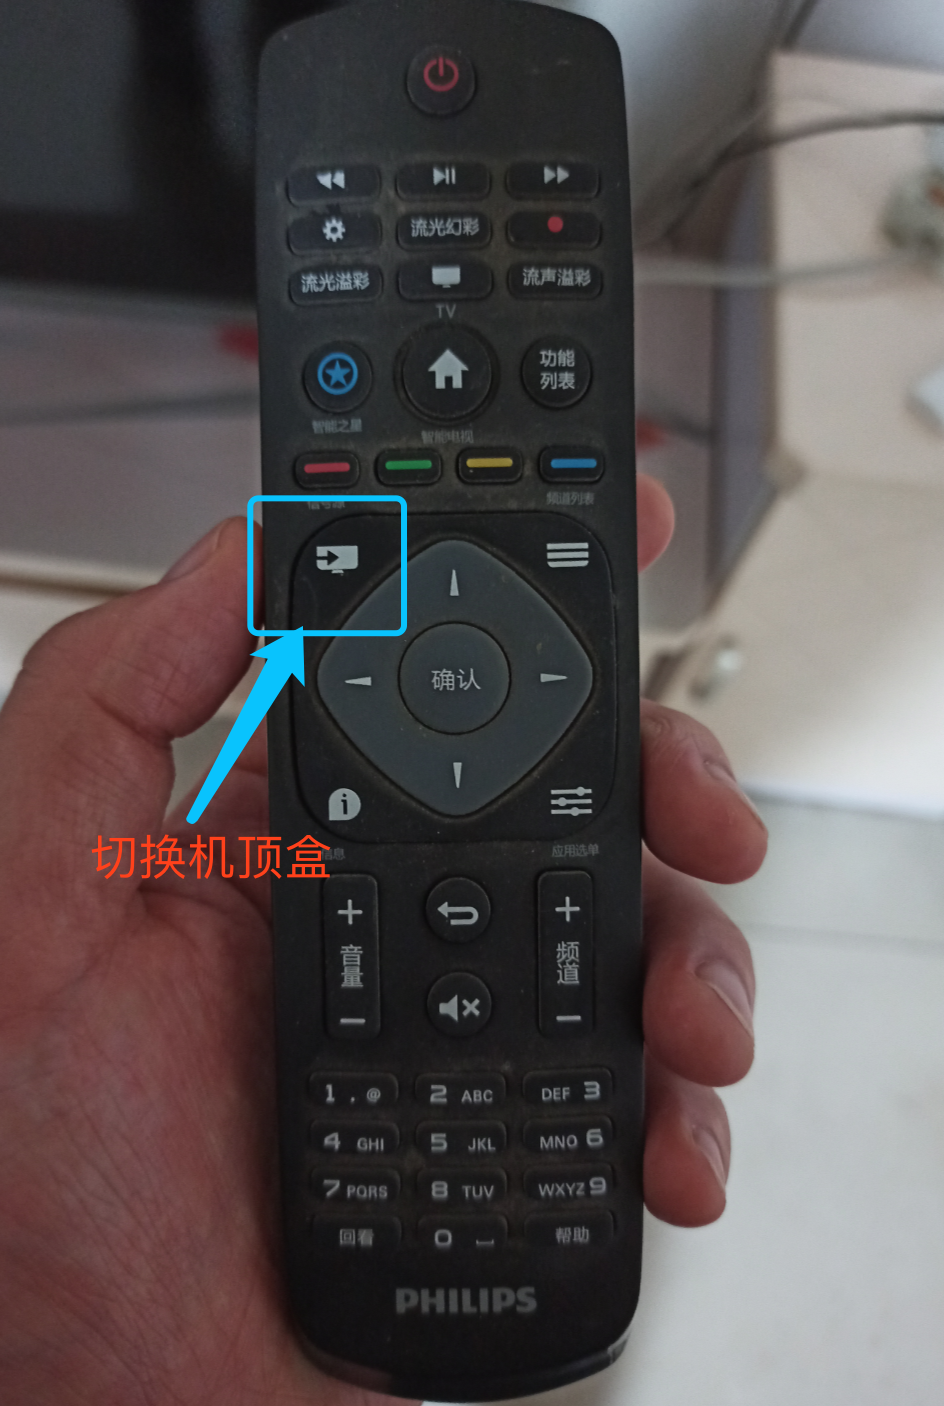 流光幻彩
流光溢彩
流声溢彩
TV
功能
列表
智能之星
智能电视
信号源
频道列表
确认
切换机顶盒
信息
应用选单
+ +
音量
频道
- -
1 . @ 2 ABC DEF 3
4 GHI 5 JKL MNO 6
7 PQRS 8 TUV WXYZ 9
回看 0 帮助
PHILIPS